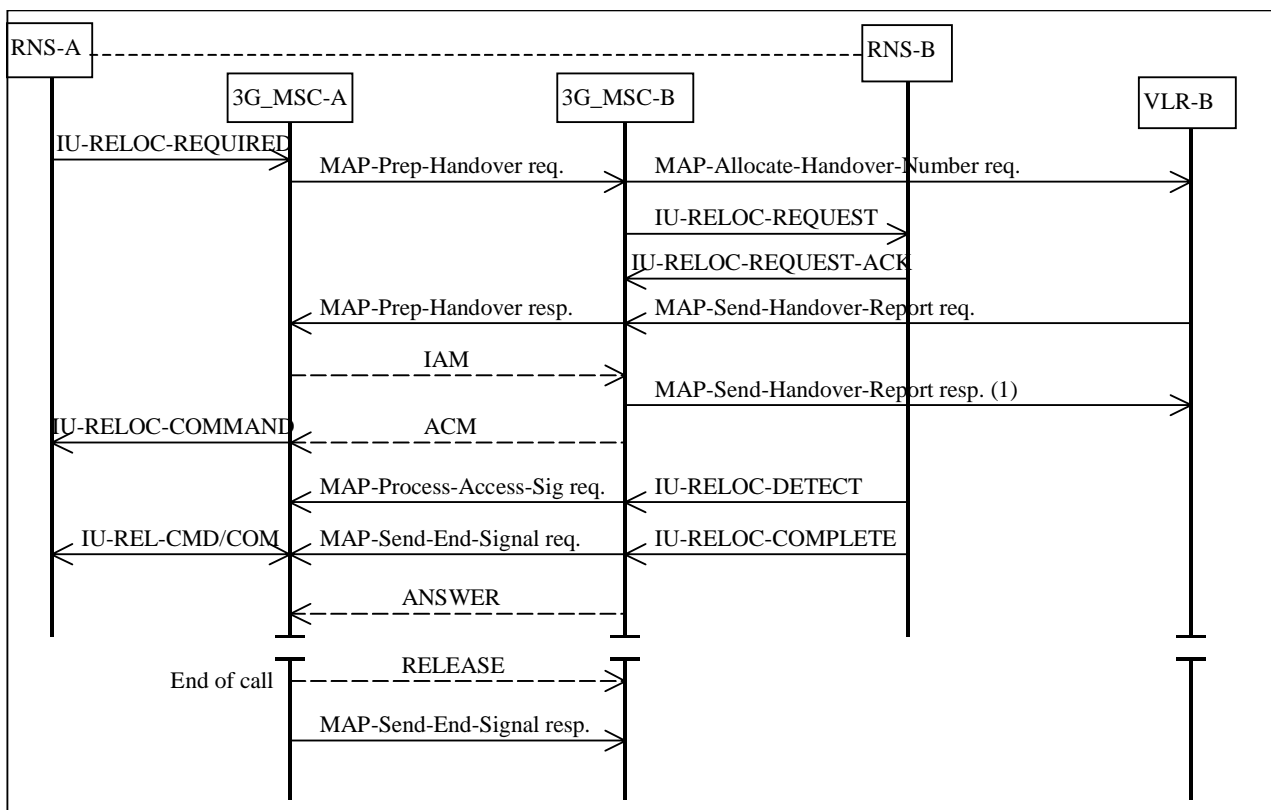 RNS-A
RNS-B
3G_MSC-A
3G_MSC-B
VLR-B
IU-RELOC-REQUIRED
MAP-Prep-Handover req.
MAP-Allocate-Handover-Number req.
IU-RELOC-REQUEST
IU-RELOC-REQUEST-ACK
MAP-Prep-Handover resp.
MAP-Send-Handover-Report req.
IAM
MAP-Send-Handover-Report resp. (1)
IU-RELOC-COMMAND
ACM
MAP-Process-Access-Sig req.
IU-RELOC-DETECT
IU-REL-CMD/COM
MAP-Send-End-Signal req.
IU-RELOC-COMPLETE
ANSWER
RELEASE
End of call
MAP-Send-End-Signal resp.